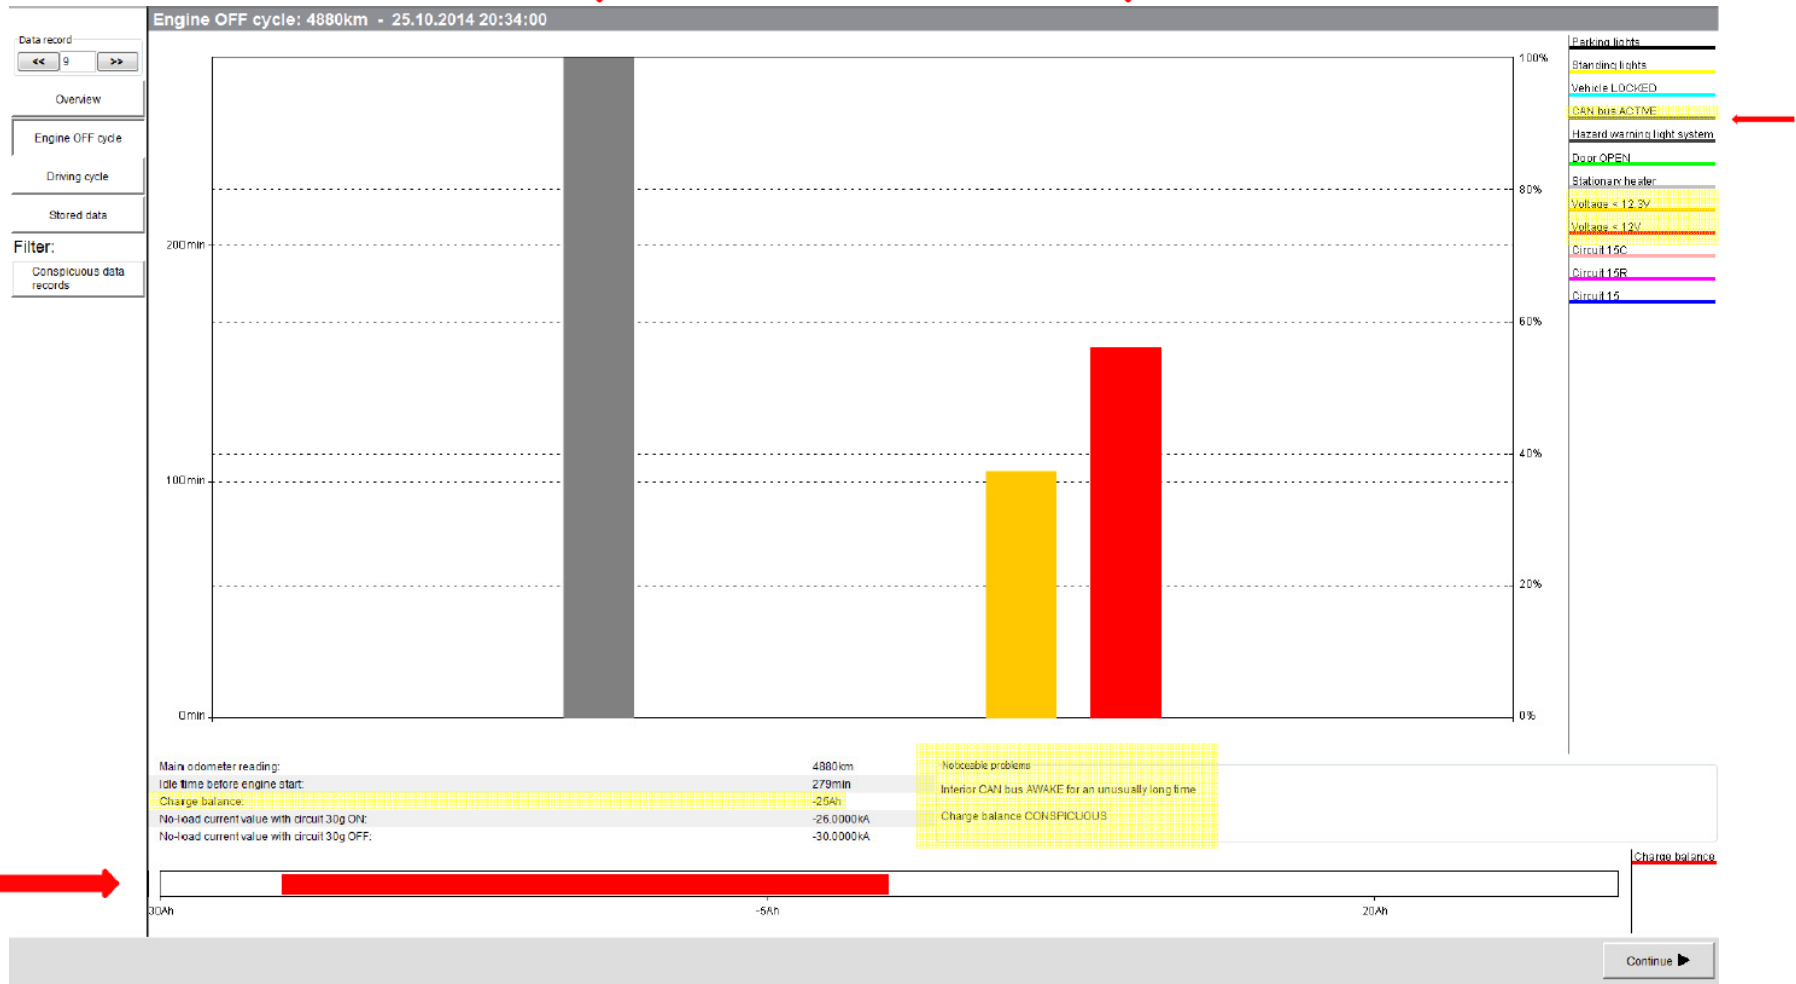 Engine OFF cycle: 4880km - 25.10.2014 20:34:00
Data record
<< 9 >>
Overview
Engine OFF cycle
Driving cycle
Stored data
Filter:
Conspicuous data
records
200min
100min
0min
100%
80%
60%
40%
20%
0%
Parking lights
Standing lights
Vehicle LOCKED
CAN bus ACTIVE
Hazard warning light system
Door OPEN
Stationary heater
Voltage < 12.3V
Voltage < 12V
Circuit 15C
Circuit 15R
Circuit 15
Main odometer reading: 4880km
Idle time before engine start: 279min
Charge balance: -25Ah
No-load current value with circuit 30g ON: -26.0000kA
No-load current value with circuit 30g OFF: -30.0000kA
Noticeable problems
Interior CAN bus AWAKE for an unusually long time
Charge balance CONSPICUOUS
Charge balance
30Ah -5Ah 20Ah
Continue